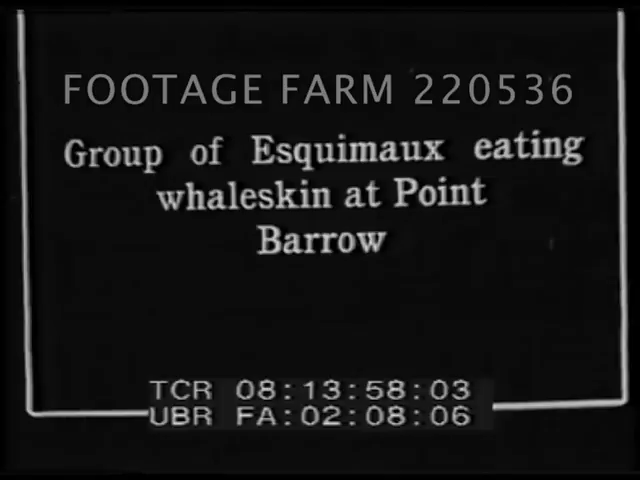 FOOTAGE FARM 220536
Group of Esquimaux eating
whaleskin at Point
Barrow
TCR 08:13:58:03
UBR FA:02:08:06